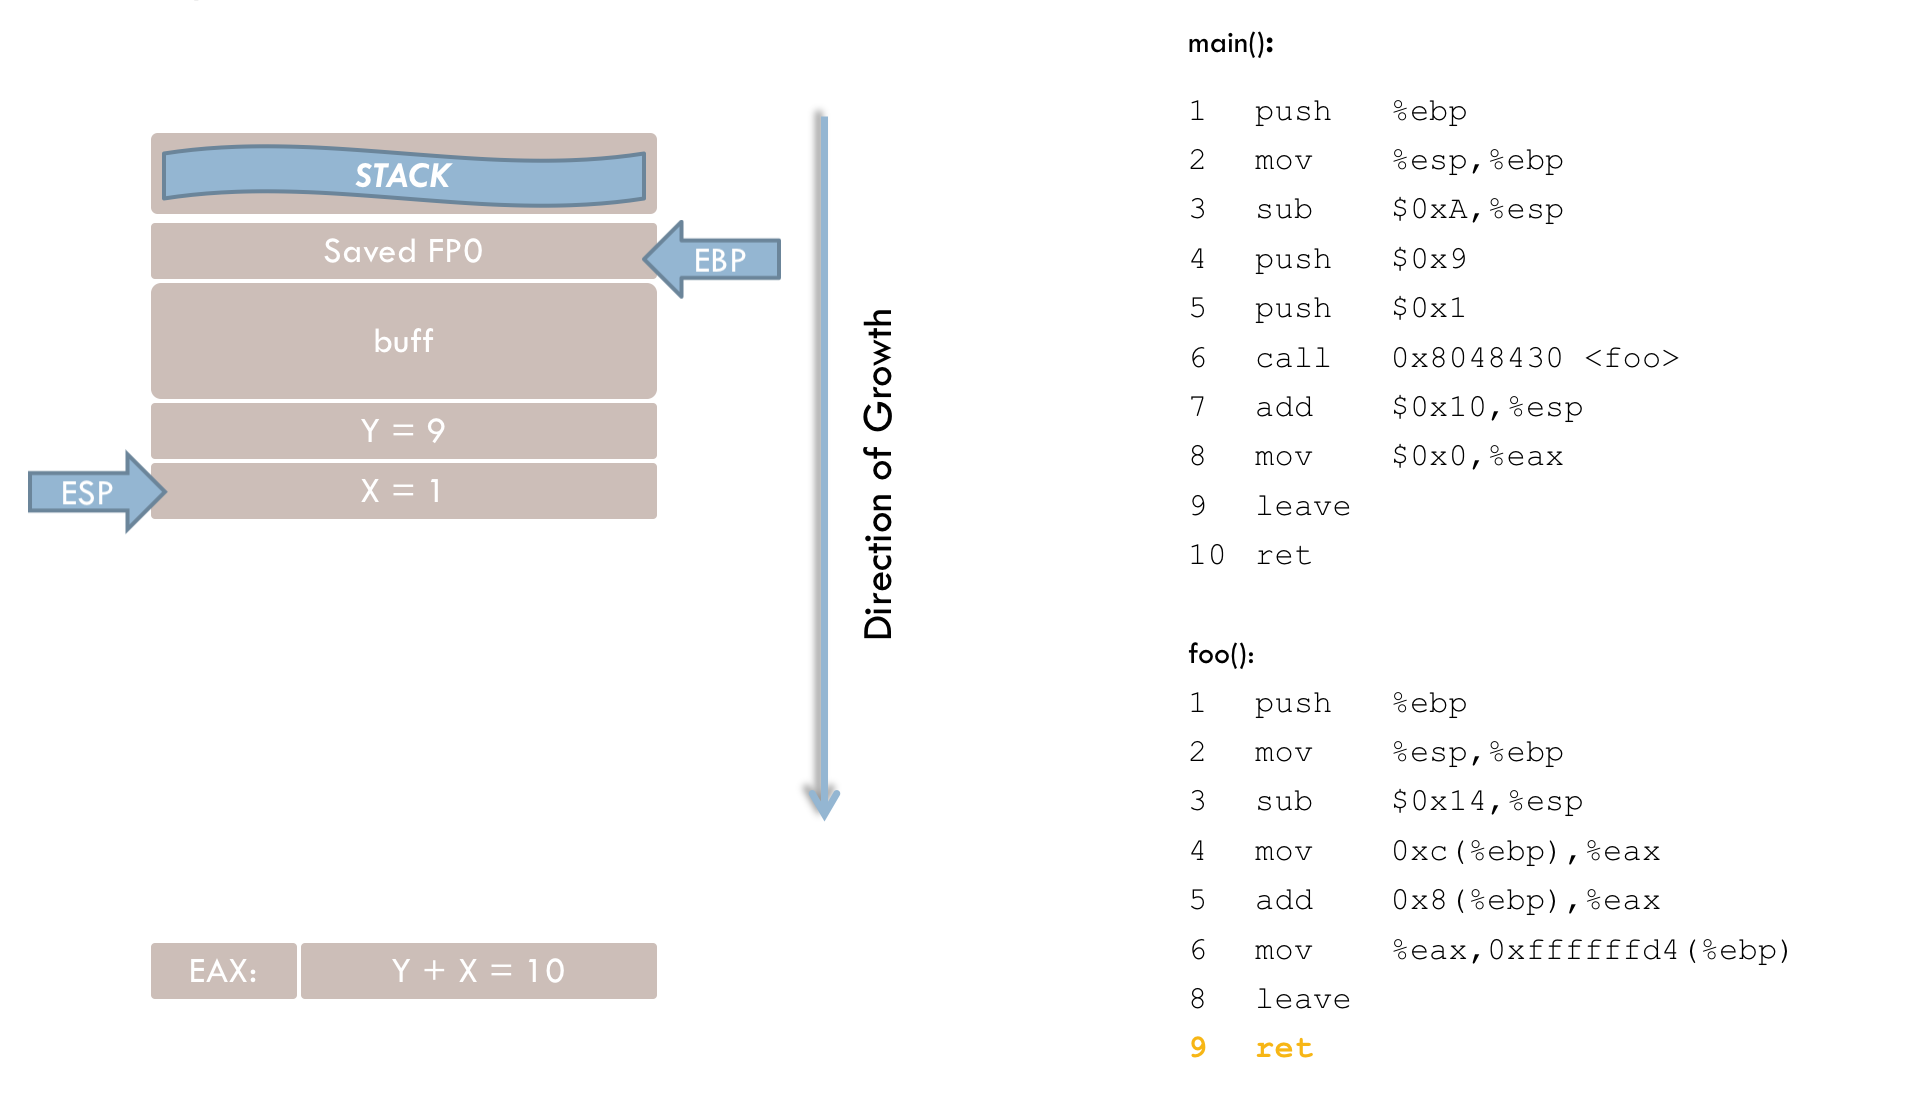 STACK
Saved FP0
EBP
buff
Y = 9
ESP
X = 1
Direction of Growth
EAX:
Y + X = 10
main():
1 push %ebp
2 mov %esp,%ebp
3 sub $0xA,%esp
4 push $0x9
5 push $0x1
6 call 0x8048430 <foo>
7 add $0x10,%esp
8 mov $0x0,%eax
9 leave
10 ret
foo():
1 push %ebp
2 mov %esp,%ebp
3 sub $0x14,%esp
4 mov 0xc(%ebp),%eax
5 add 0x8(%ebp),%eax
6 mov %eax,0xffffffd4(%ebp)
8 leave
9 ret